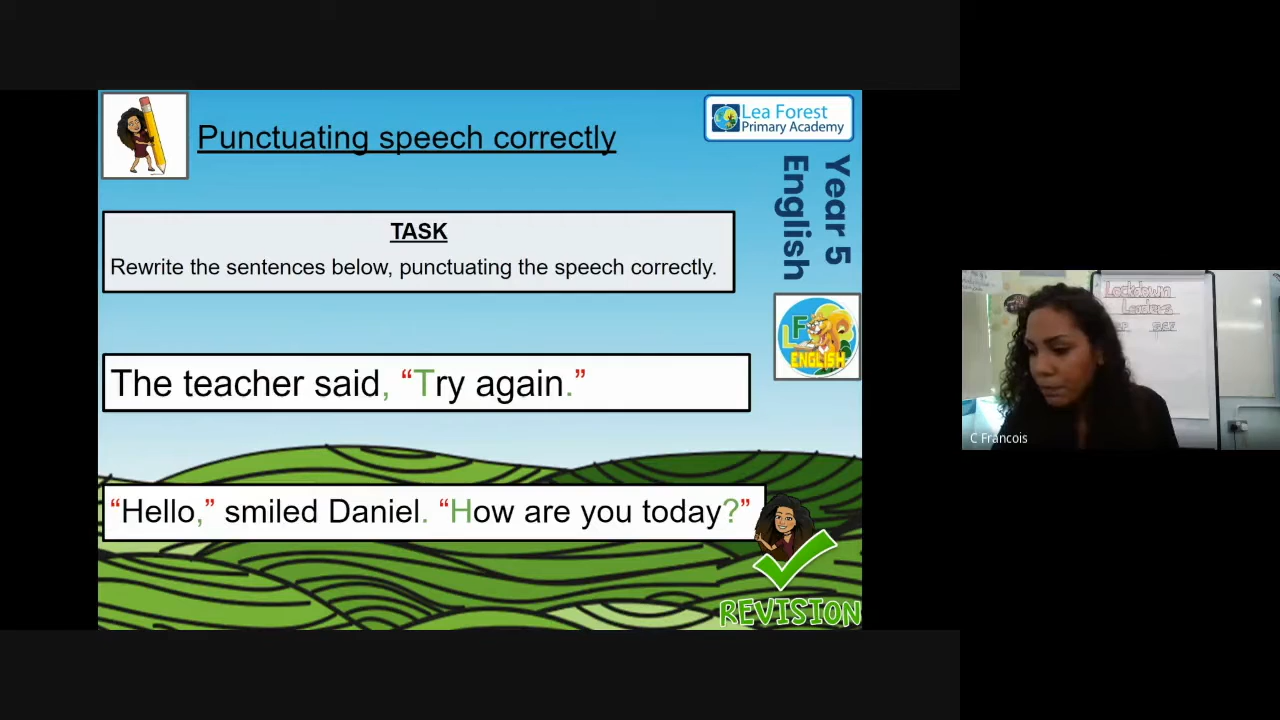 Punctuating speech correctly
Lea Forest
Primary Academy
Year 5
English
TASK
Rewrite the sentences below, punctuating the speech correctly.
LF
ENGLISH
The teacher said, “Try again.”
“Hello,” smiled Daniel. “How are you today?”
REVISION
Lockdown
Leaders
C Francois